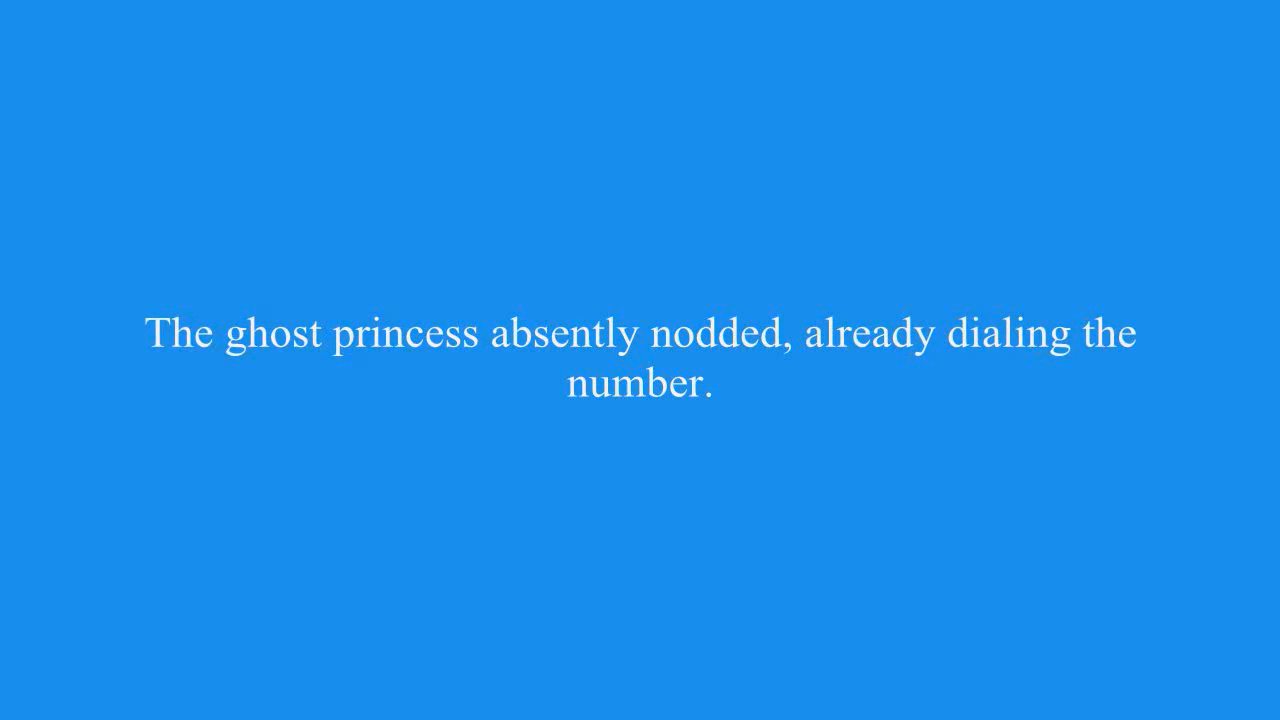 The ghost princess absently nodded, already dialing the
number.